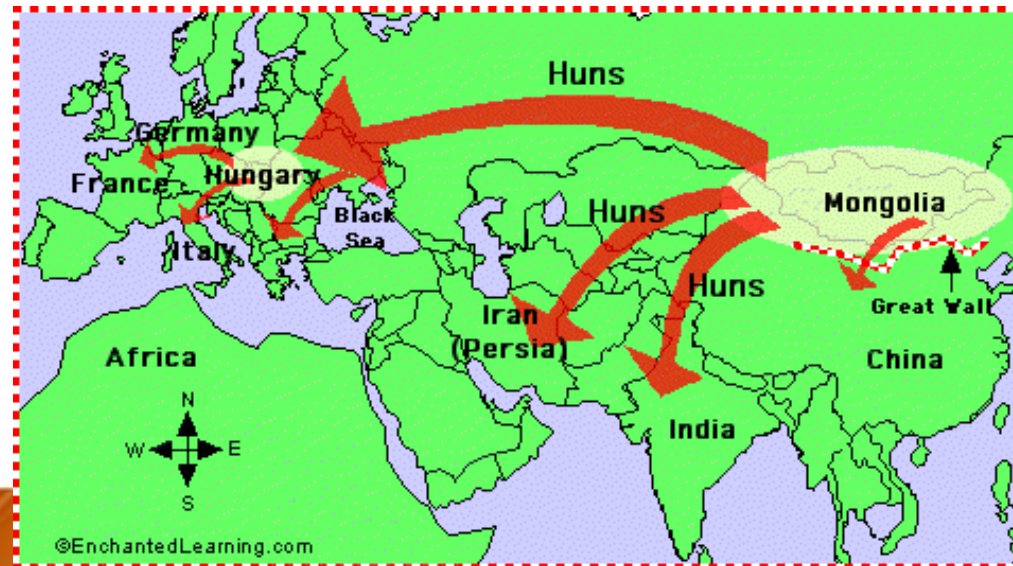 Huns
Germany
France
Hungary
Italy
Black
Sea
Huns
Mongolia
Huns
Great Wall
Iran
(Persia)
Africa
China
India
N
W
E
S
©EnchantedLearning.com